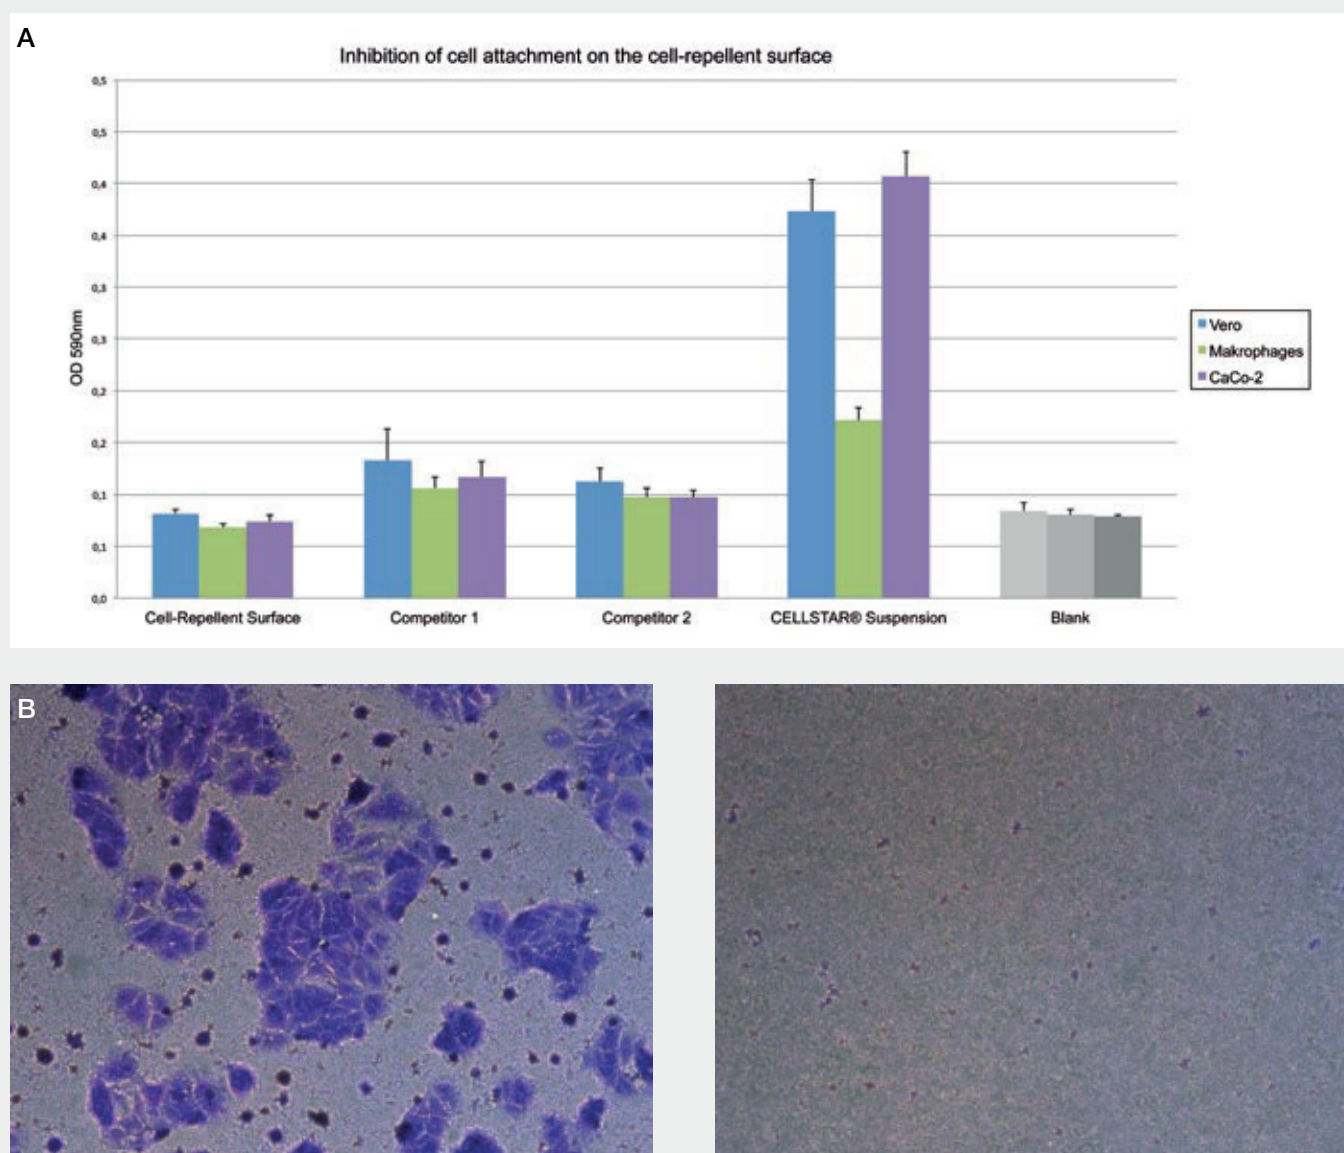 A
Inhibition of cell attachment on the cell-repellent surface
0,5
0,5
0,4
0,4
0,3
0,3
0,2
0,2
0,1
0,1
0,0
OD 590nm
Vero
Makrophages
CaCo-2
Cell-Repellent Surface
Competitor 1
Competitor 2
CELLSTAR® Suspension
Blank
B